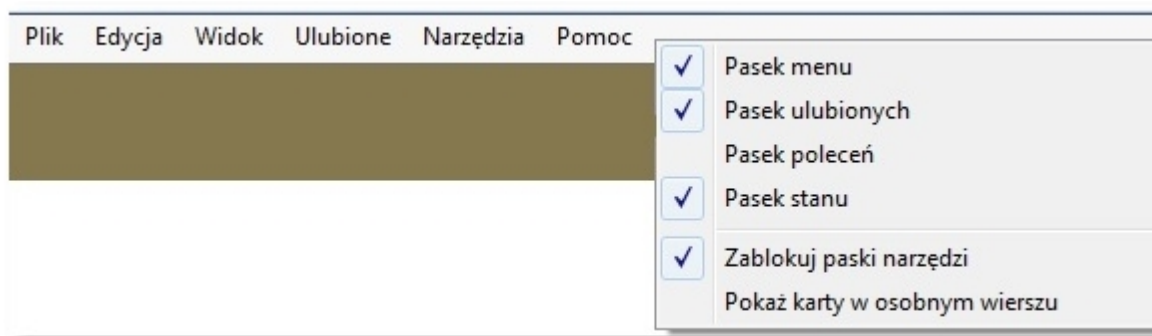 Plik Edycja Widok Ulubione Narzędzia Pomoc
Pasek menu
Pasek ulubionych
Pasek poleceń
Pasek stanu
Zablokuj paski narzędzi
Pokaż karty w osobnym wierszu